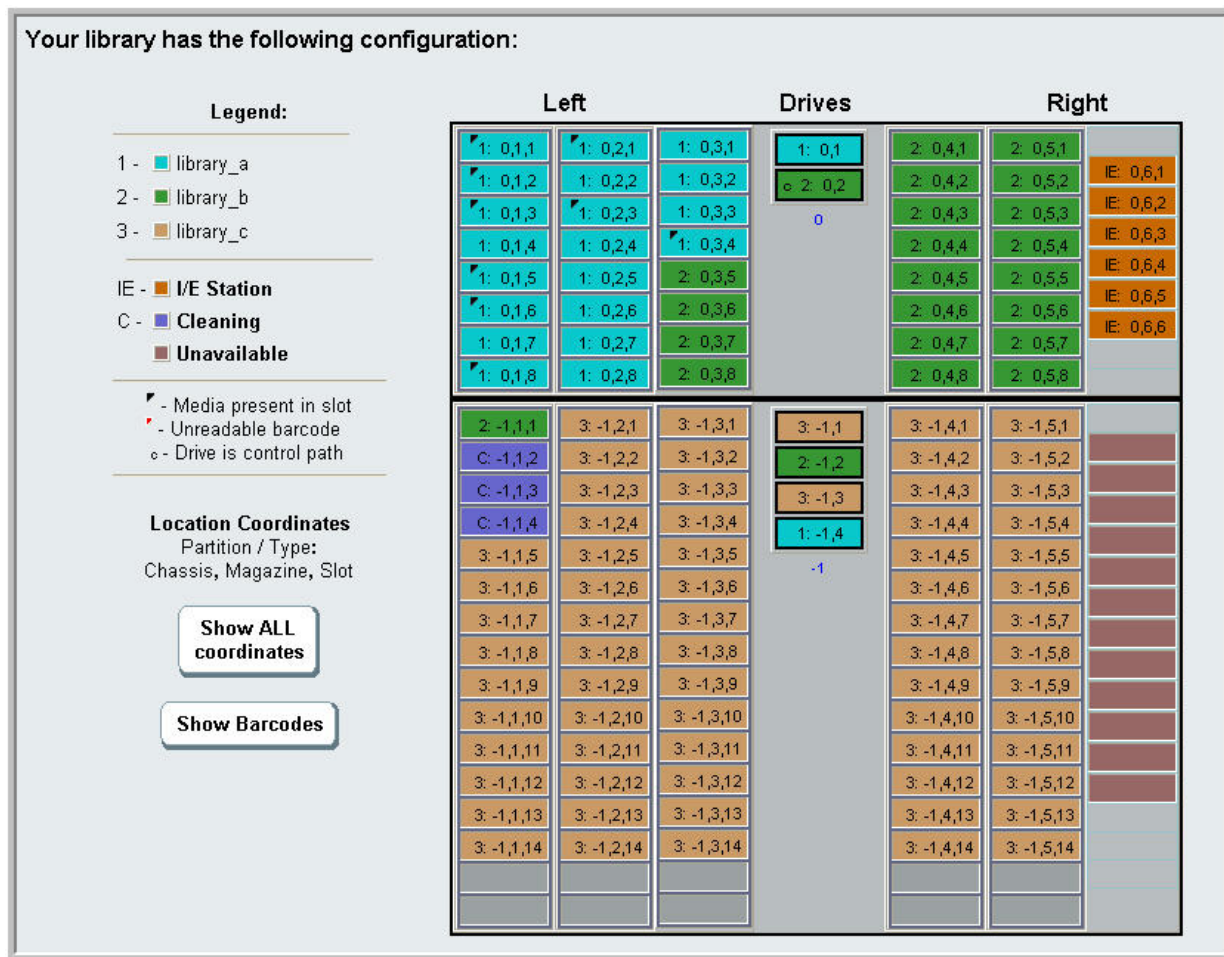 Your library has the following configuration:
Legend:
1 - library_a
2 - library_b
3 - library_c
IE - I/E Station
C - Cleaning
Unavailable
- Media present in slot
- Unreadable barcode
c - Drive is control path
Location Coordinates
Partition / Type:
Chassis, Magazine, Slot
Show ALL
coordinates
Show Barcodes
Left Drives Right
1: 0,1,1 1: 0,2,1 1: 0,3,1 1: 0,1 2: 0,4,1 2: 0,5,1
IE: 0,6,1
1: 0,1,2 1: 0,2,2 1: 0,3,2 c 2: 0,2 2: 0,4,2 2: 0,5,2
IE: 0,6,2
1: 0,1,3 1: 0,2,3 1: 0,3,3 0 2: 0,4,3 2: 0,5,3
IE: 0,6,3
1: 0,1,4 1: 0,2,4 1: 0,3,4 2: 0,4,4 2: 0,5,4
IE: 0,6,4
1: 0,1,5 1: 0,2,5 2: 0,3,5 2: 0,4,5 2: 0,5,5
IE: 0,6,5
1: 0,1,6 1: 0,2,6 2: 0,3,6 2: 0,4,6 2: 0,5,6
IE: 0,6,6
1: 0,1,7 1: 0,2,7 2: 0,3,7 2: 0,4,7 2: 0,5,7
1: 0,1,8 1: 0,2,8 2: 0,3,8 2: 0,4,8 2: 0,5,8
2: -1,1,1 3: -1,2,1 3: -1,3,1 3: -1,1 3: -1,4,1 3: -1,5,1
C: -1,1,2 3: -1,2,2 3: -1,3,2 2: -1,2 3: -1,4,2 3: -1,5,2
C: -1,1,3 3: -1,2,3 3: -1,3,3 3: -1,3 3: -1,4,3 3: -1,5,3
C: -1,1,4 3: -1,2,4 3: -1,3,4 1: -1,4 3: -1,4,4 3: -1,5,4
3: -1,1,5 3: -1,2,5 3: -1,3,5 -1 3: -1,4,5 3: -1,5,5
3: -1,1,6 3: -1,2,6 3: -1,3,6 3: -1,4,6 3: -1,5,6
3: -1,1,7 3: -1,2,7 3: -1,3,7 3: -1,4,7 3: -1,5,7
3: -1,1,8 3: -1,2,8 3: -1,3,8 3: -1,4,8 3: -1,5,8
3: -1,1,9 3: -1,2,9 3: -1,3,9 3: -1,4,9 3: -1,5,9
3: -1,1,10 3: -1,2,10 3: -1,3,10 3: -1,4,10 3: -1,5,10
3: -1,1,11 3: -1,2,11 3: -1,3,11 3: -1,4,11 3: -1,5,11
3: -1,1,12 3: -1,2,12 3: -1,3,12 3: -1,4,12 3: -1,5,12
3: -1,1,13 3: -1,2,13 3: -1,3,13 3: -1,4,13 3: -1,5,13
3: -1,1,14 3: -1,2,14 3: -1,3,14 3: -1,4,14 3: -1,5,14